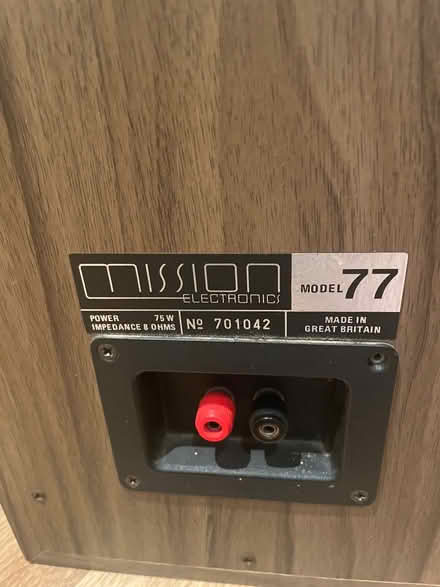 mission
ELECTRONICS
MODEL 77
POWER 75 W
IMPEDANCE 8 OHMS
Nº 701042
MADE IN
GREAT BRITAIN